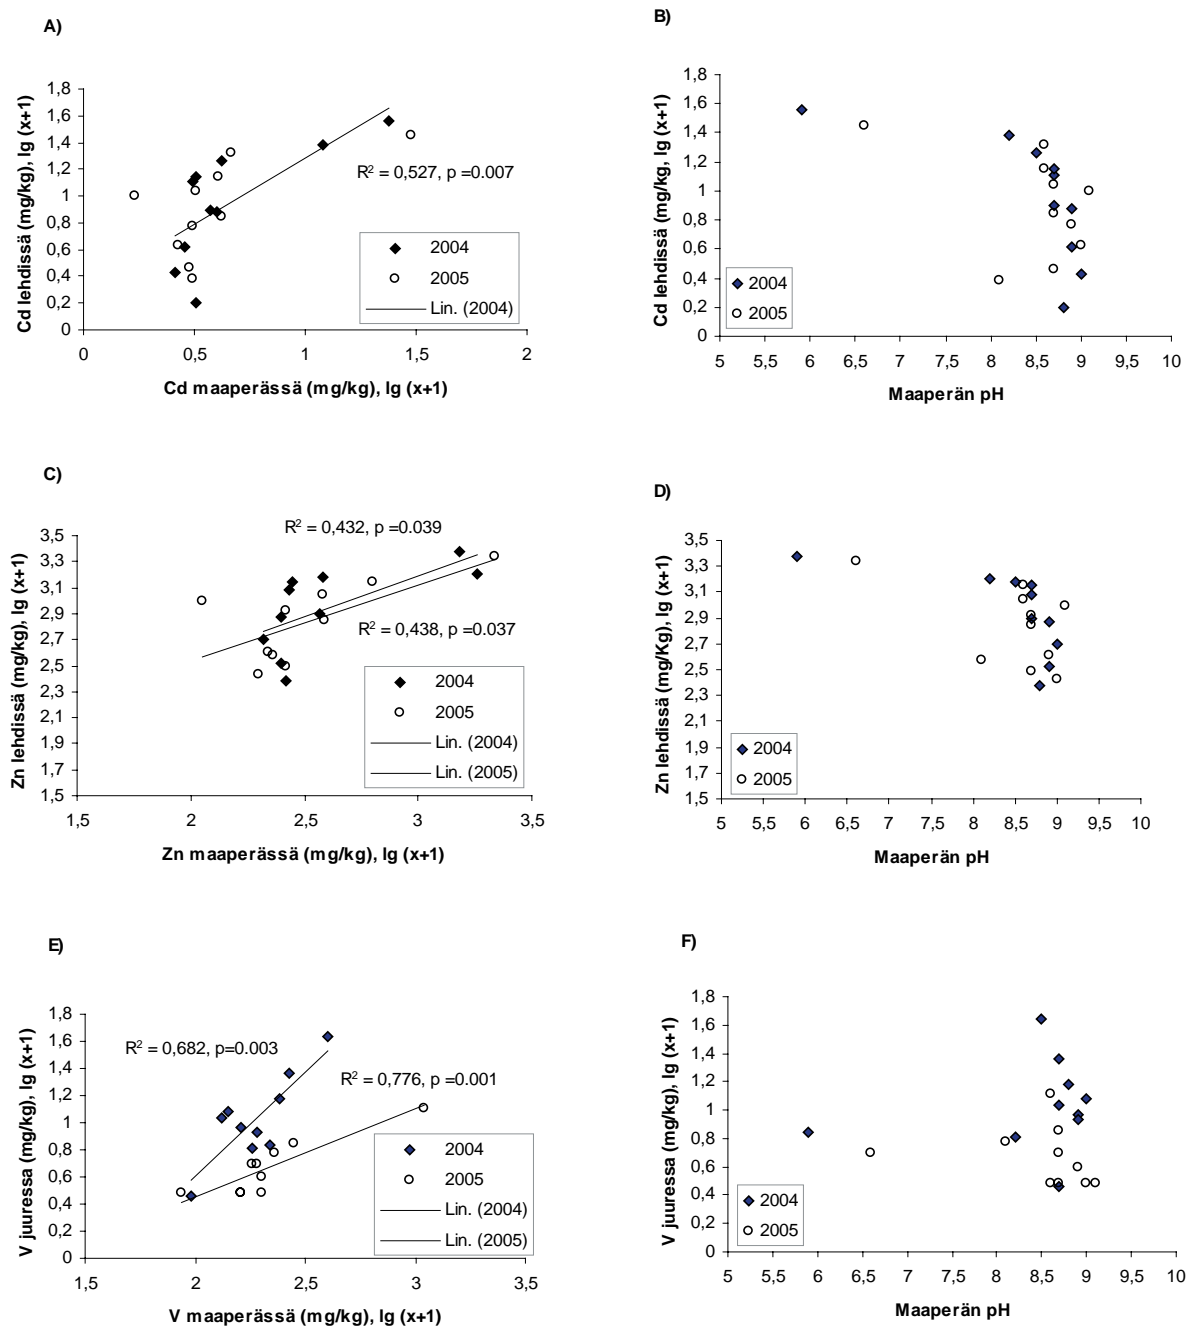 A)
Cd lehdissä (mg/kg), lg (x+1)
1,8
1,6
1,4
1,2
1
0,8
0,6
0,4
0,2
0
R² = 0,527, p =0.007
2004
2005
Lin. (2004)
0 0,5 1 1,5 2
Cd maaperässä (mg/kg), lg (x+1)
B)
Cd lehdissä (mg/kg, lg (x+1)
1,8
1,6
1,4
1,2
1
0,8
0,6
0,4
0,2
0
2004
2005
5 5,5 6 6,5 7 7,5 8 8,5 9 9,5 10
Maaperän pH
C)
Zn lehdissä (mg/kg), lg (x+1)
3,5
3,3
3,1
2,9
2,7
2,5
2,3
2,1
1,9
1,7
1,5
R² = 0,432, p =0.039
R² = 0,438, p =0.037
2004
2005
Lin. (2004)
Lin. (2005)
1,5 2 2,5 3 3,5
Zn maaperässä (mg/kg), lg (x+1)
D)
Zn lehdissä (mg/Kg), lg (x+1)
3,5
3,3
3,1
2,9
2,7
2,5
2,3
2,1
1,9
1,7
1,5
2004
2005
5 5,5 6 6,5 7 7,5 8 8,5 9 9,5 10
Maaperän pH
E)
V juuressa (mg/kg), lg (x+1)
1,8
1,6
1,4
1,2
1
0,8
0,6
0,4
0,2
0
R² = 0,682, p=0.003
R² = 0,776, p =0.001
2004
2005
Lin. (2004)
Lin. (2005)
1,5 2 2,5 3 3,5
V maaperässä (mg/kg), lg (x+1)
F)
V juuressa (mg/kg), lg (x+1)
1,8
1,6
1,4
1,2
1
0,8
0,6
0,4
0,2
0
2004
2005
5 5,5 6 6,5 7 7,5 8 8,5 9 9,5 10
Maaperän pH